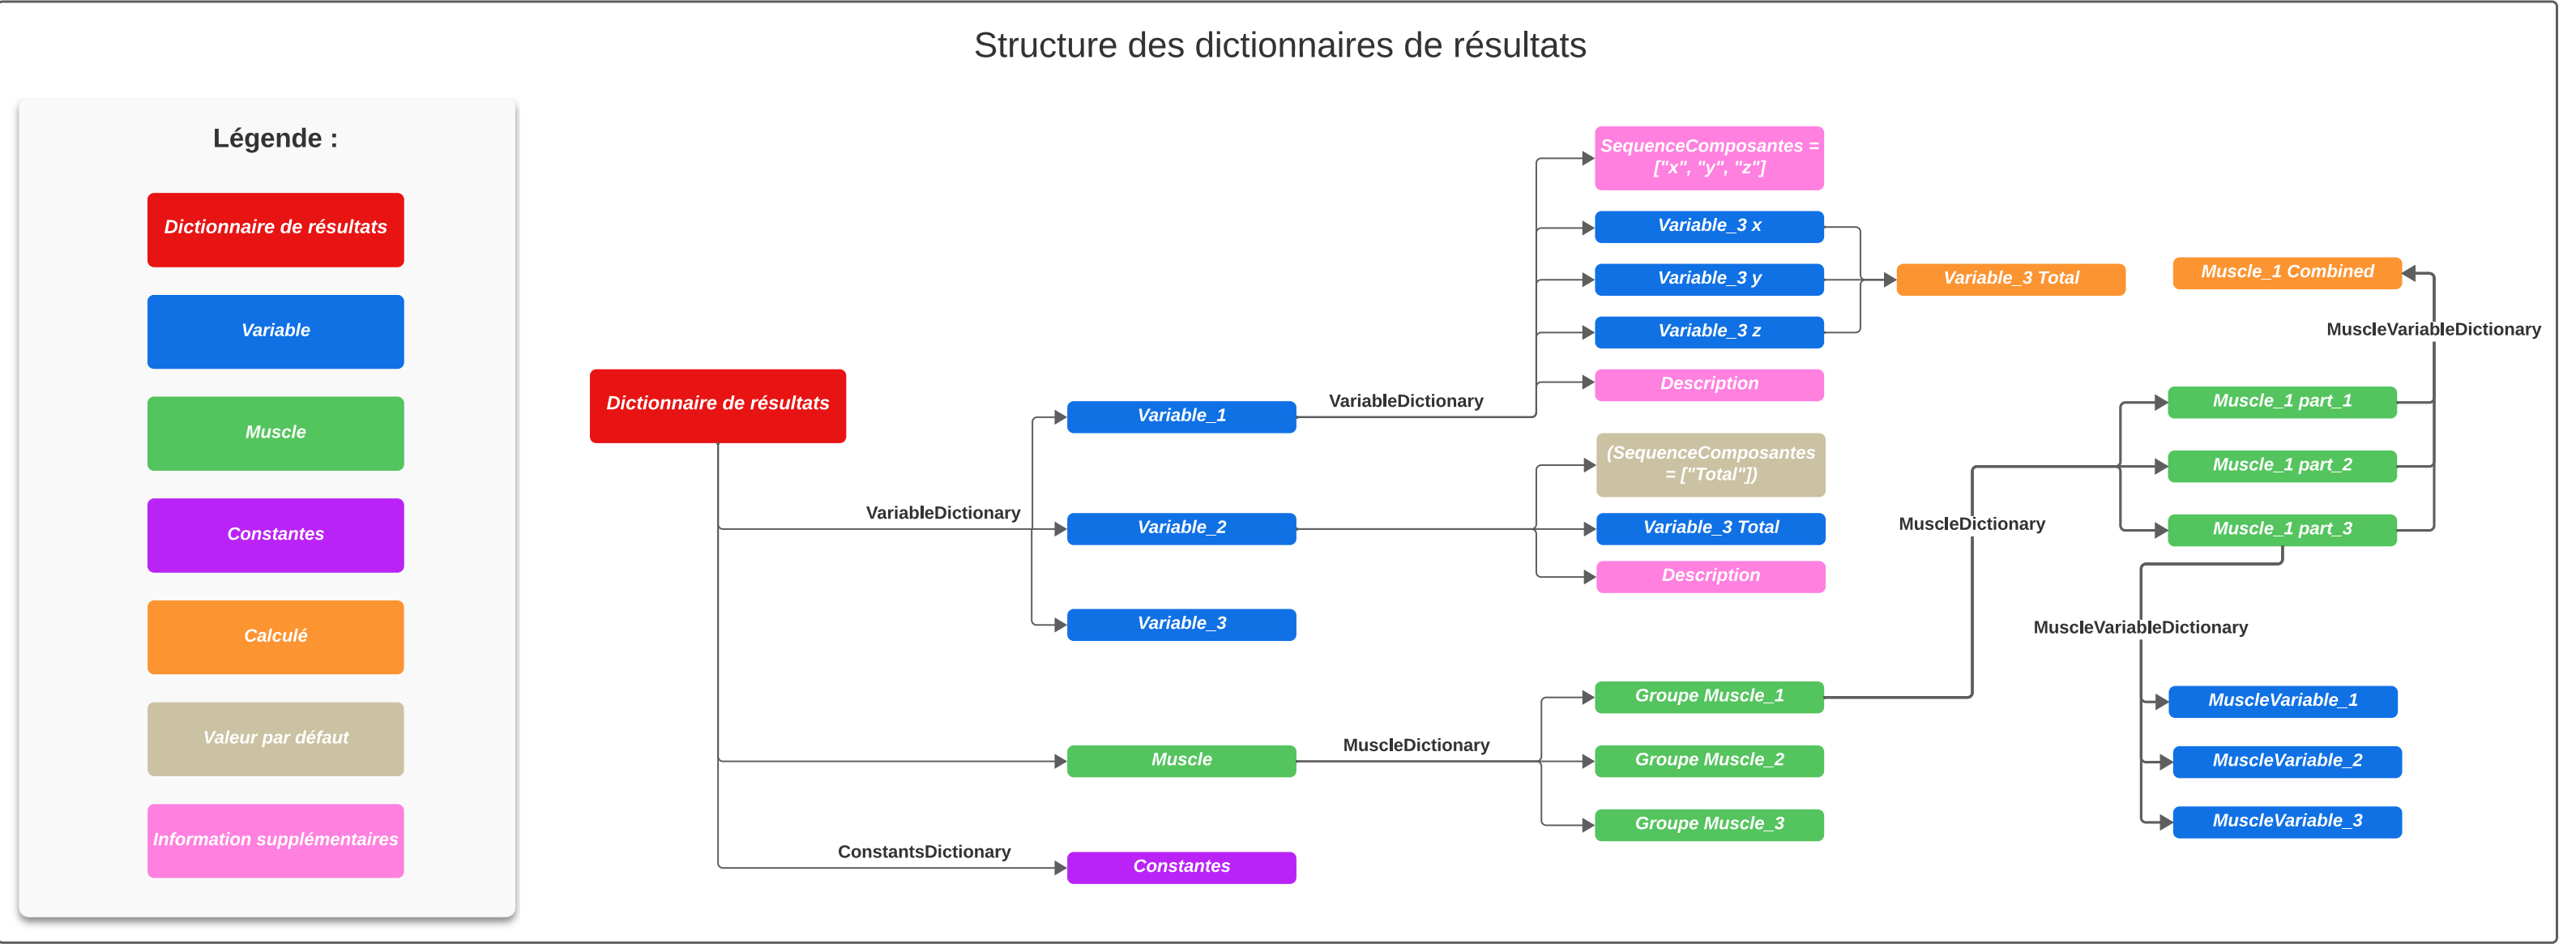 Structure des dictionnaires de résultats
Légende :
Dictionnaire de résultats
Variable
Muscle
Constantes
Calculé
Valeur par défaut
Information supplémentaires
Dictionnaire de résultats
VariableDictionary
Variable_1
Variable_2
Variable_3
Muscle
ConstantsDictionary
Constantes
VariableDictionary
SequenceComposantes =
["x", "y", "z"]
Variable_3 x
Variable_3 y
Variable_3 z
Description
Variable_3 Total
(SequenceComposantes
= ["Total"])
Variable_3 Total
Description
MuscleDictionary
Groupe Muscle_1
Groupe Muscle_2
Groupe Muscle_3
MuscleDictionary
Muscle_1 Combined
MuscleVariableDictionary
Muscle_1 part_1
Muscle_1 part_2
Muscle_1 part_3
MuscleVariableDictionary
MuscleVariable_1
MuscleVariable_2
MuscleVariable_3